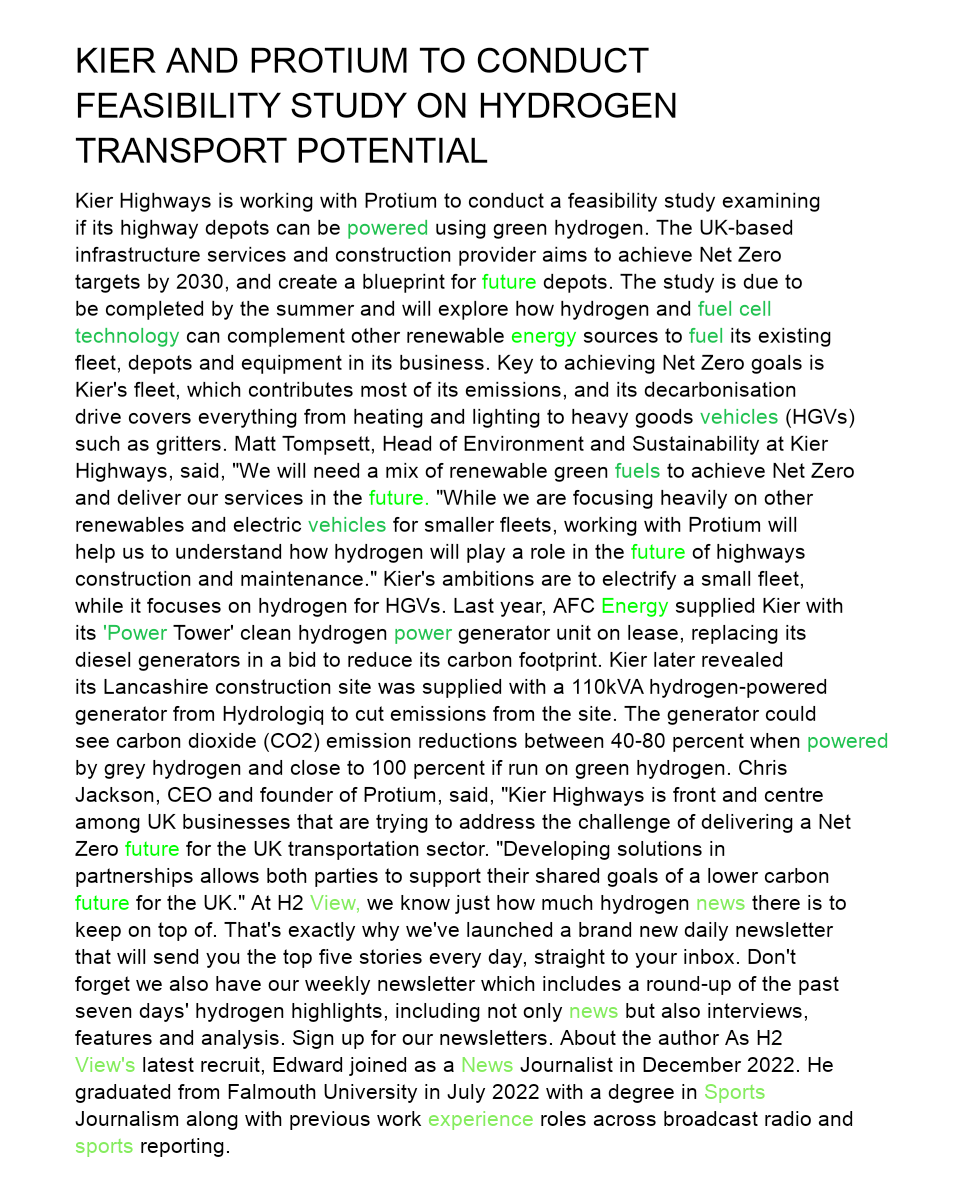 KIER AND PROTIUM TO CONDUCT
FEASIBILITY STUDY ON HYDROGEN
TRANSPORT POTENTIAL
Kier Highways is working with Protium to conduct a feasibility study examining
if its highway depots can be powered using green hydrogen. The UK-based
infrastructure services and construction provider aims to achieve Net Zero
targets by 2030, and create a blueprint for future depots. The study is due to
be completed by the summer and will explore how hydrogen and fuel cell
technology can complement other renewable energy sources to fuel its existing
fleet, depots and equipment in its business. Key to achieving Net Zero goals is
Kier's fleet, which contributes most of its emissions, and its decarbonisation
drive covers everything from heating and lighting to heavy goods vehicles (HGVs)
such as gritters. Matt Tompsett, Head of Environment and Sustainability at Kier
Highways, said, "We will need a mix of renewable green fuels to achieve Net Zero
and deliver our services in the future. "While we are focusing heavily on other
renewables and electric vehicles for smaller fleets, working with Protium will
help us to understand how hydrogen will play a role in the future of highways
construction and maintenance." Kier's ambitions are to electrify a small fleet,
while it focuses on hydrogen for HGVs. Last year, AFC Energy supplied Kier with
its 'Power Tower' clean hydrogen power generator unit on lease, replacing its
diesel generators in a bid to reduce its carbon footprint. Kier later revealed
its Lancashire construction site was supplied with a 110kVA hydrogen-powered
generator from Hydrologiq to cut emissions from the site. The generator could
see carbon dioxide (CO2) emission reductions between 40-80 percent when powered
by grey hydrogen and close to 100 percent if run on green hydrogen. Chris
Jackson, CEO and founder of Protium, said, "Kier Highways is front and centre
among UK businesses that are trying to address the challenge of delivering a Net
Zero future for the UK transportation sector. "Developing solutions in
partnerships allows both parties to support their shared goals of a lower carbon
future for the UK." At H2 View, we know just how much hydrogen news there is to
keep on top of. That's exactly why we've launched a brand new daily newsletter
that will send you the top five stories every day, straight to your inbox. Don't
forget we also have our weekly newsletter which includes a round-up of the past
seven days' hydrogen highlights, including not only news but also interviews,
features and analysis. Sign up for our newsletters. About the author As H2
View's latest recruit, Edward joined as a News Journalist in December 2022. He
graduated from Falmouth University in July 2022 with a degree in Sports
Journalism along with previous work experience roles across broadcast radio and
sports reporting.